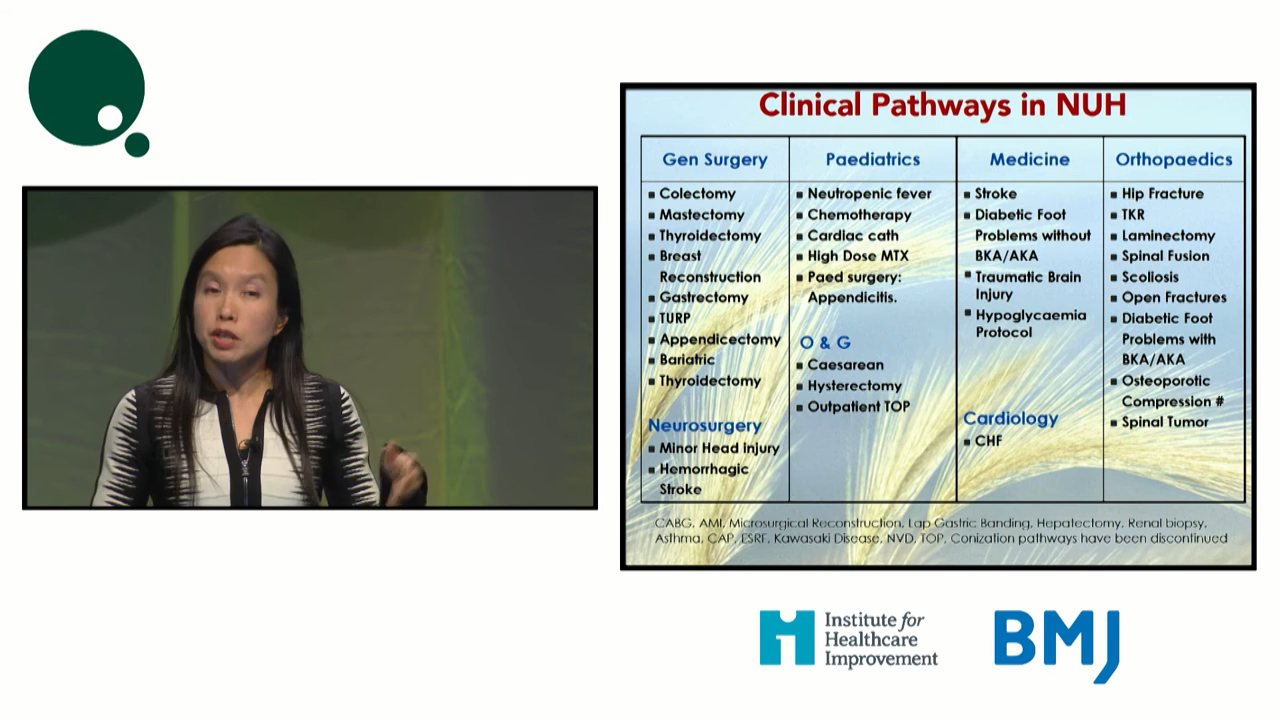 Clinical Pathways in NUH
Gen Surgery
Colectomy
Mastectomy
Thyroidectomy
Breast
Reconstruction
Gastrectomy
TURP
Appendicectomy
Bariatric
Thyroidectomy
Neurosurgery
Minor Head injury
Hemorrhagic
Stroke
Paediatrics
Neutropenic fever
Chemotherapy
Cardiac cath
High Dose MTX
Paed surgery:
Appendicitis.
O & G
Caesarean
Hysterectomy
Outpatient TOP
Medicine
Stroke
Diabetic Foot
Problems without
BKA/AKA
Traumatic Brain
Injury
Hypoglycaemia
Protocol
Cardiology
CHF
Orthopaedics
Hip Fracture
TKR
Laminectomy
Spinal Fusion
Scoliosis
Open Fractures
Diabetic Foot
Problems with
BKA/AKA
Osteoporotic
Compression #
Spinal Tumor
CABG, AMI, Microsurgical Reconstruction, Lap Gastric Banding, Hepatectomy, Renal biopsy,
Asthma, CAP, ESRF, Kawasaki Disease, NVD, TOP, Conization pathways have been discontinued
Institute for
Healthcare
Improvement
BMJ